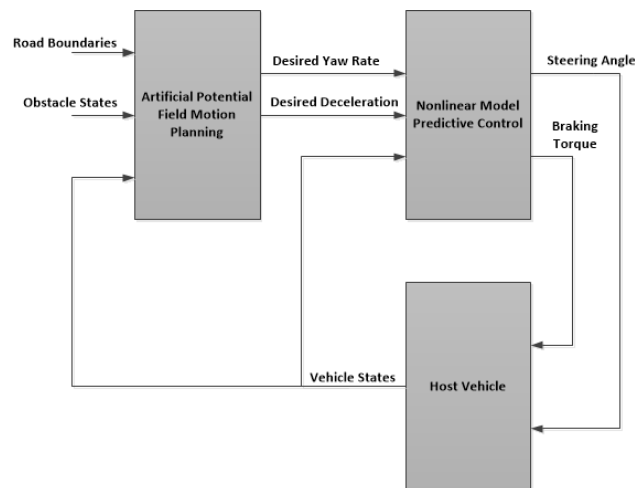 Road Boundaries
Obstacle States
Artificial Potential
Field Motion
Planning
Desired Yaw Rate
Desired Deceleration
Nonlinear Model
Predictive Control
Steering Angle
Braking
Torque
Vehicle States
Host Vehicle